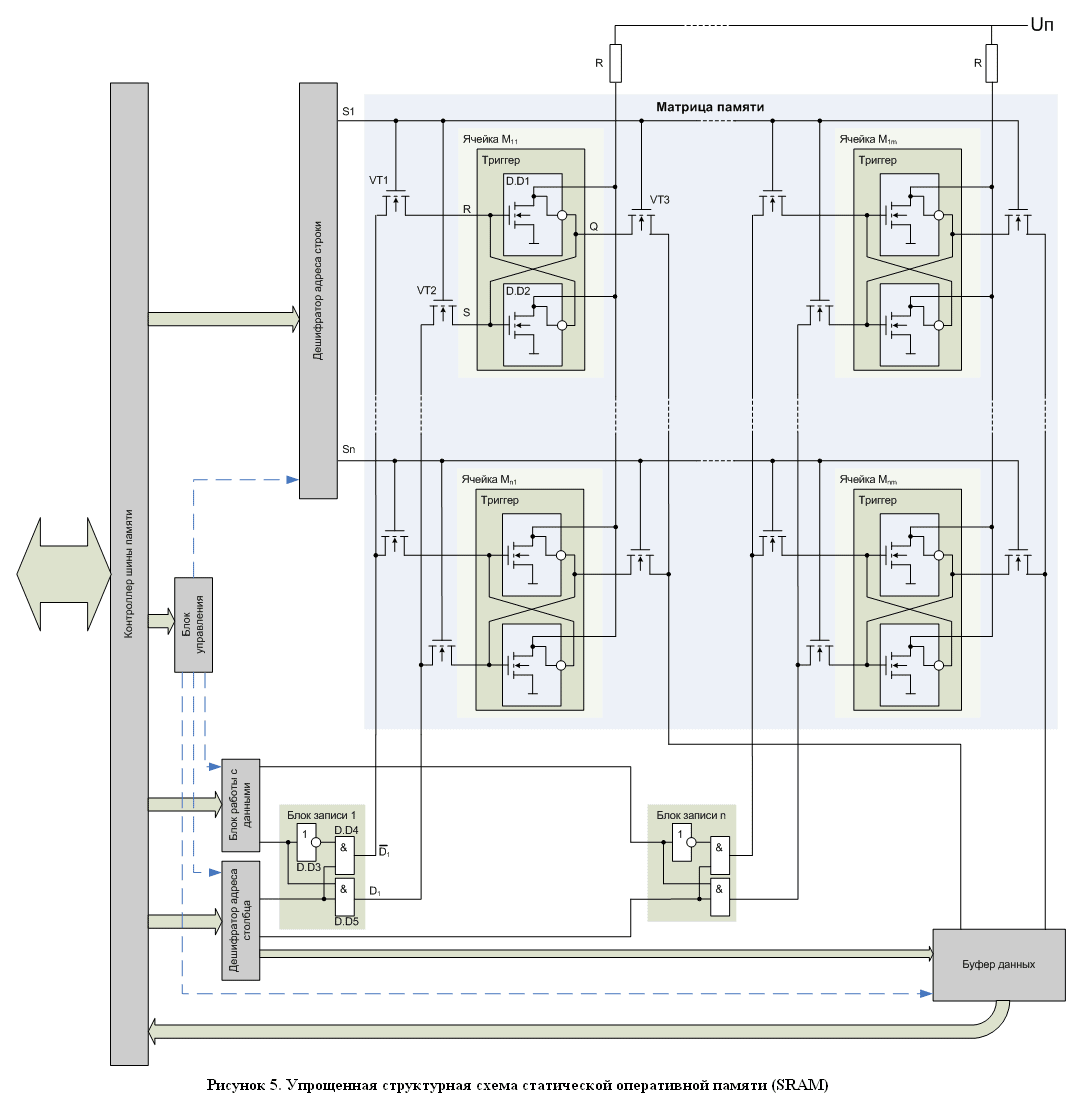 Uп
R
R
Матрица памяти
S1
Ячейка M11
Ячейка M1m
Триггер
Триггер
VT1
D.D1
R
Q
VT3
VT2
D.D2
S
Дешифратор адреса строки
Sn
Ячейка Mn1
Ячейка Mnm
Триггер
Триггер
Контроллер шины памяти
Блок
управления
Блок работы с
данными
Блок записи 1
Блок записи n
1
D.D4
&
D1
D.D3
1
&
&
D1
&
D.D5
Дешифратор адреса
столбца
Буфер данных
Рисунок 5. Упрощенная структурная схема статической оперативной памяти (SRAM)